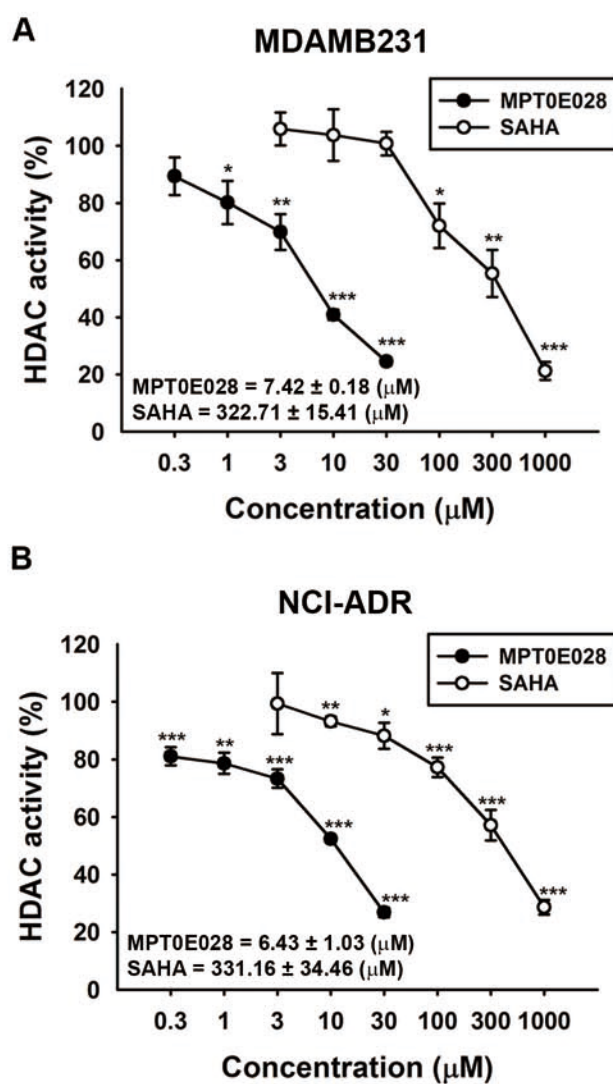 A
MDAMB231
120
100
80
60
40
20
0
HDAC activity (%)
MPT0E028
SAHA
*
**
***
***
*
**
***
MPT0E028 = 7.42 ± 0.18 (μM)
SAHA = 322.71 ± 15.41 (μM)
0.3 1 3 10 30 100 300 1000
Concentration (μM)
B
NCI-ADR
120
100
80
60
40
20
0
HDAC activity (%)
MPT0E028
SAHA
***
**
***
***
***
**
*
***
***
***
MPT0E028 = 6.43 ± 1.03 (μM)
SAHA = 331.16 ± 34.46 (μM)
0.3 1 3 10 30 100 300 1000
Concentration (μM)